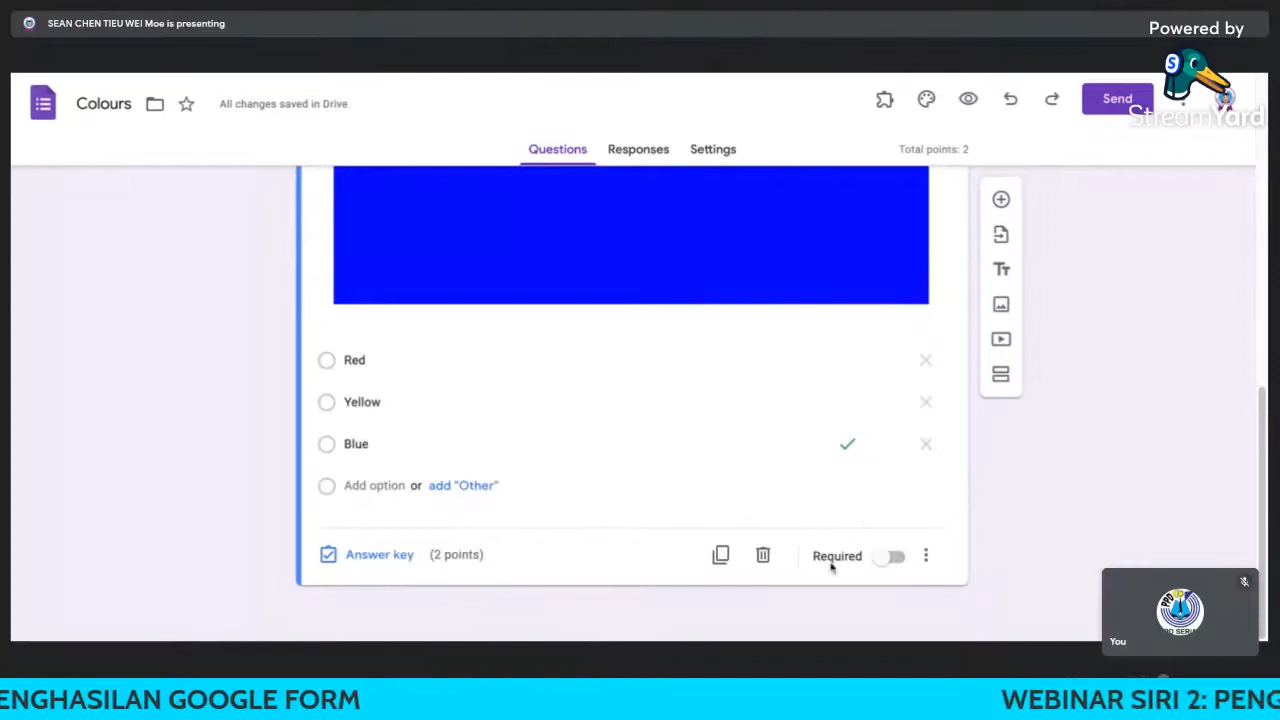 SEAN CHEN TIEU WEI Moe is presenting
Powered by
StreamYard
Colours
All changes saved in Drive
Send
Questions
Responses
Settings
Total points: 2
Tт
Red
Yellow
Blue
Add option or add "Other"
Answer key (2 points)
Required
You
ENGHASILAN GOOGLE FORM
WEBINAR SIRI 2: PENG